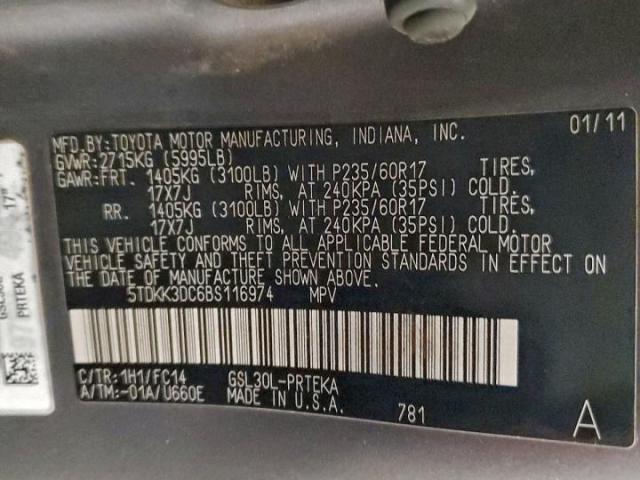 MFD.BY:TOYOTA MOTOR MANUFACTURING, INDIANA, INC. 01/11
GVWR:2715KG (5995LB)
GAWR:FRT. 1405KG (3100LB) WITH P235/60R17 TIRES,
17X7J RIMS, AT 240KPA (35PSI) COLD.
RR. 1405KG (3100LB) WITH P235/60R17 TIRES,
17X7J RIMS, AT 240KPA (35PSI) COLD.
THIS VEHICLE CONFORMS TO ALL APPLICABLE FEDERAL MOTOR
VEHICLE SAFETY AND THEFT PREVENTION STANDARDS IN EFFECT ON
THE DATE OF MANUFACTURE SHOWN ABOVE.
5TDKK3DC6BS116974 MPV
C/TR:1H1/FC14 GSL30L-PRTEKA
A/TM:-01A/U660E MADE IN U.S.A. 781 A
17"
PRTEKA